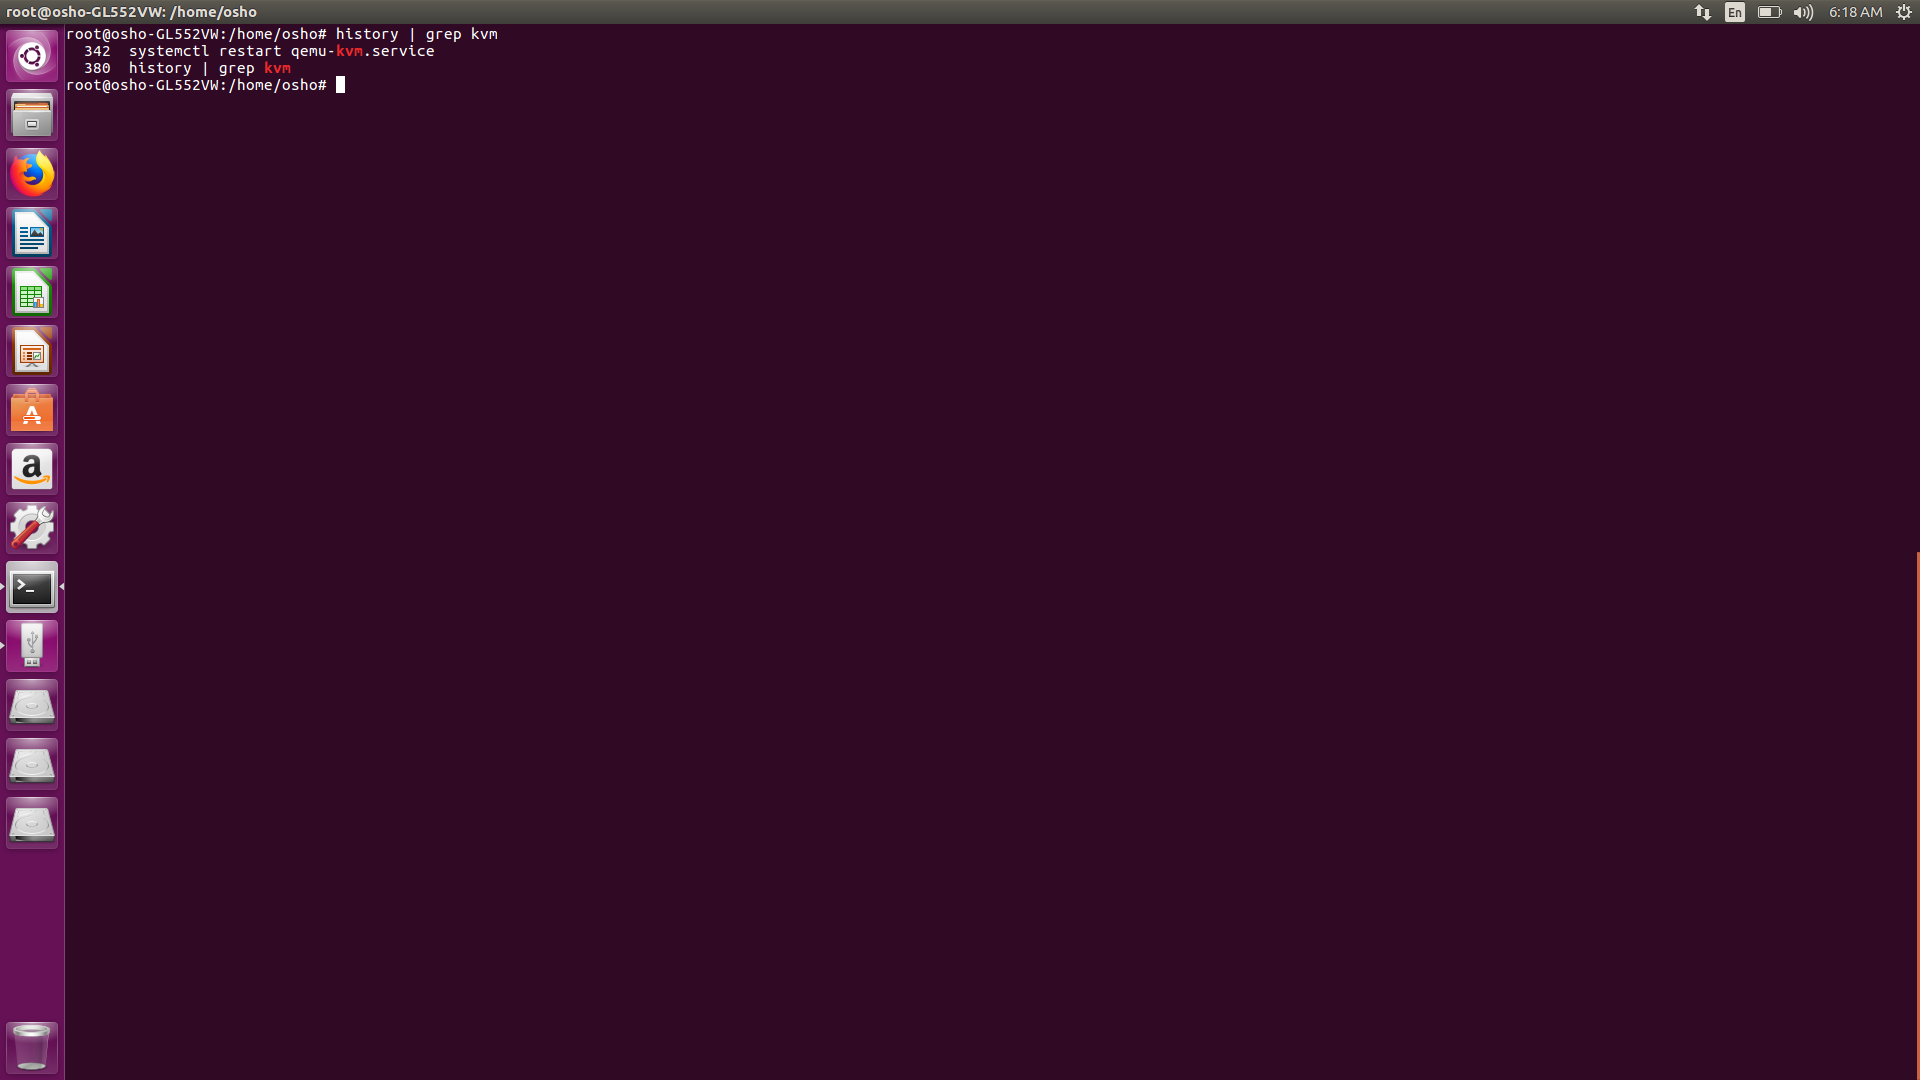 root@osho-GL552VW: /home/osho
En
6:18 AM
root@osho-GL552VW:/home/osho# history | grep kvm
  342  systemctl restart qemu-kvm.service
  380  history | grep kvm
root@osho-GL552VW:/home/osho#